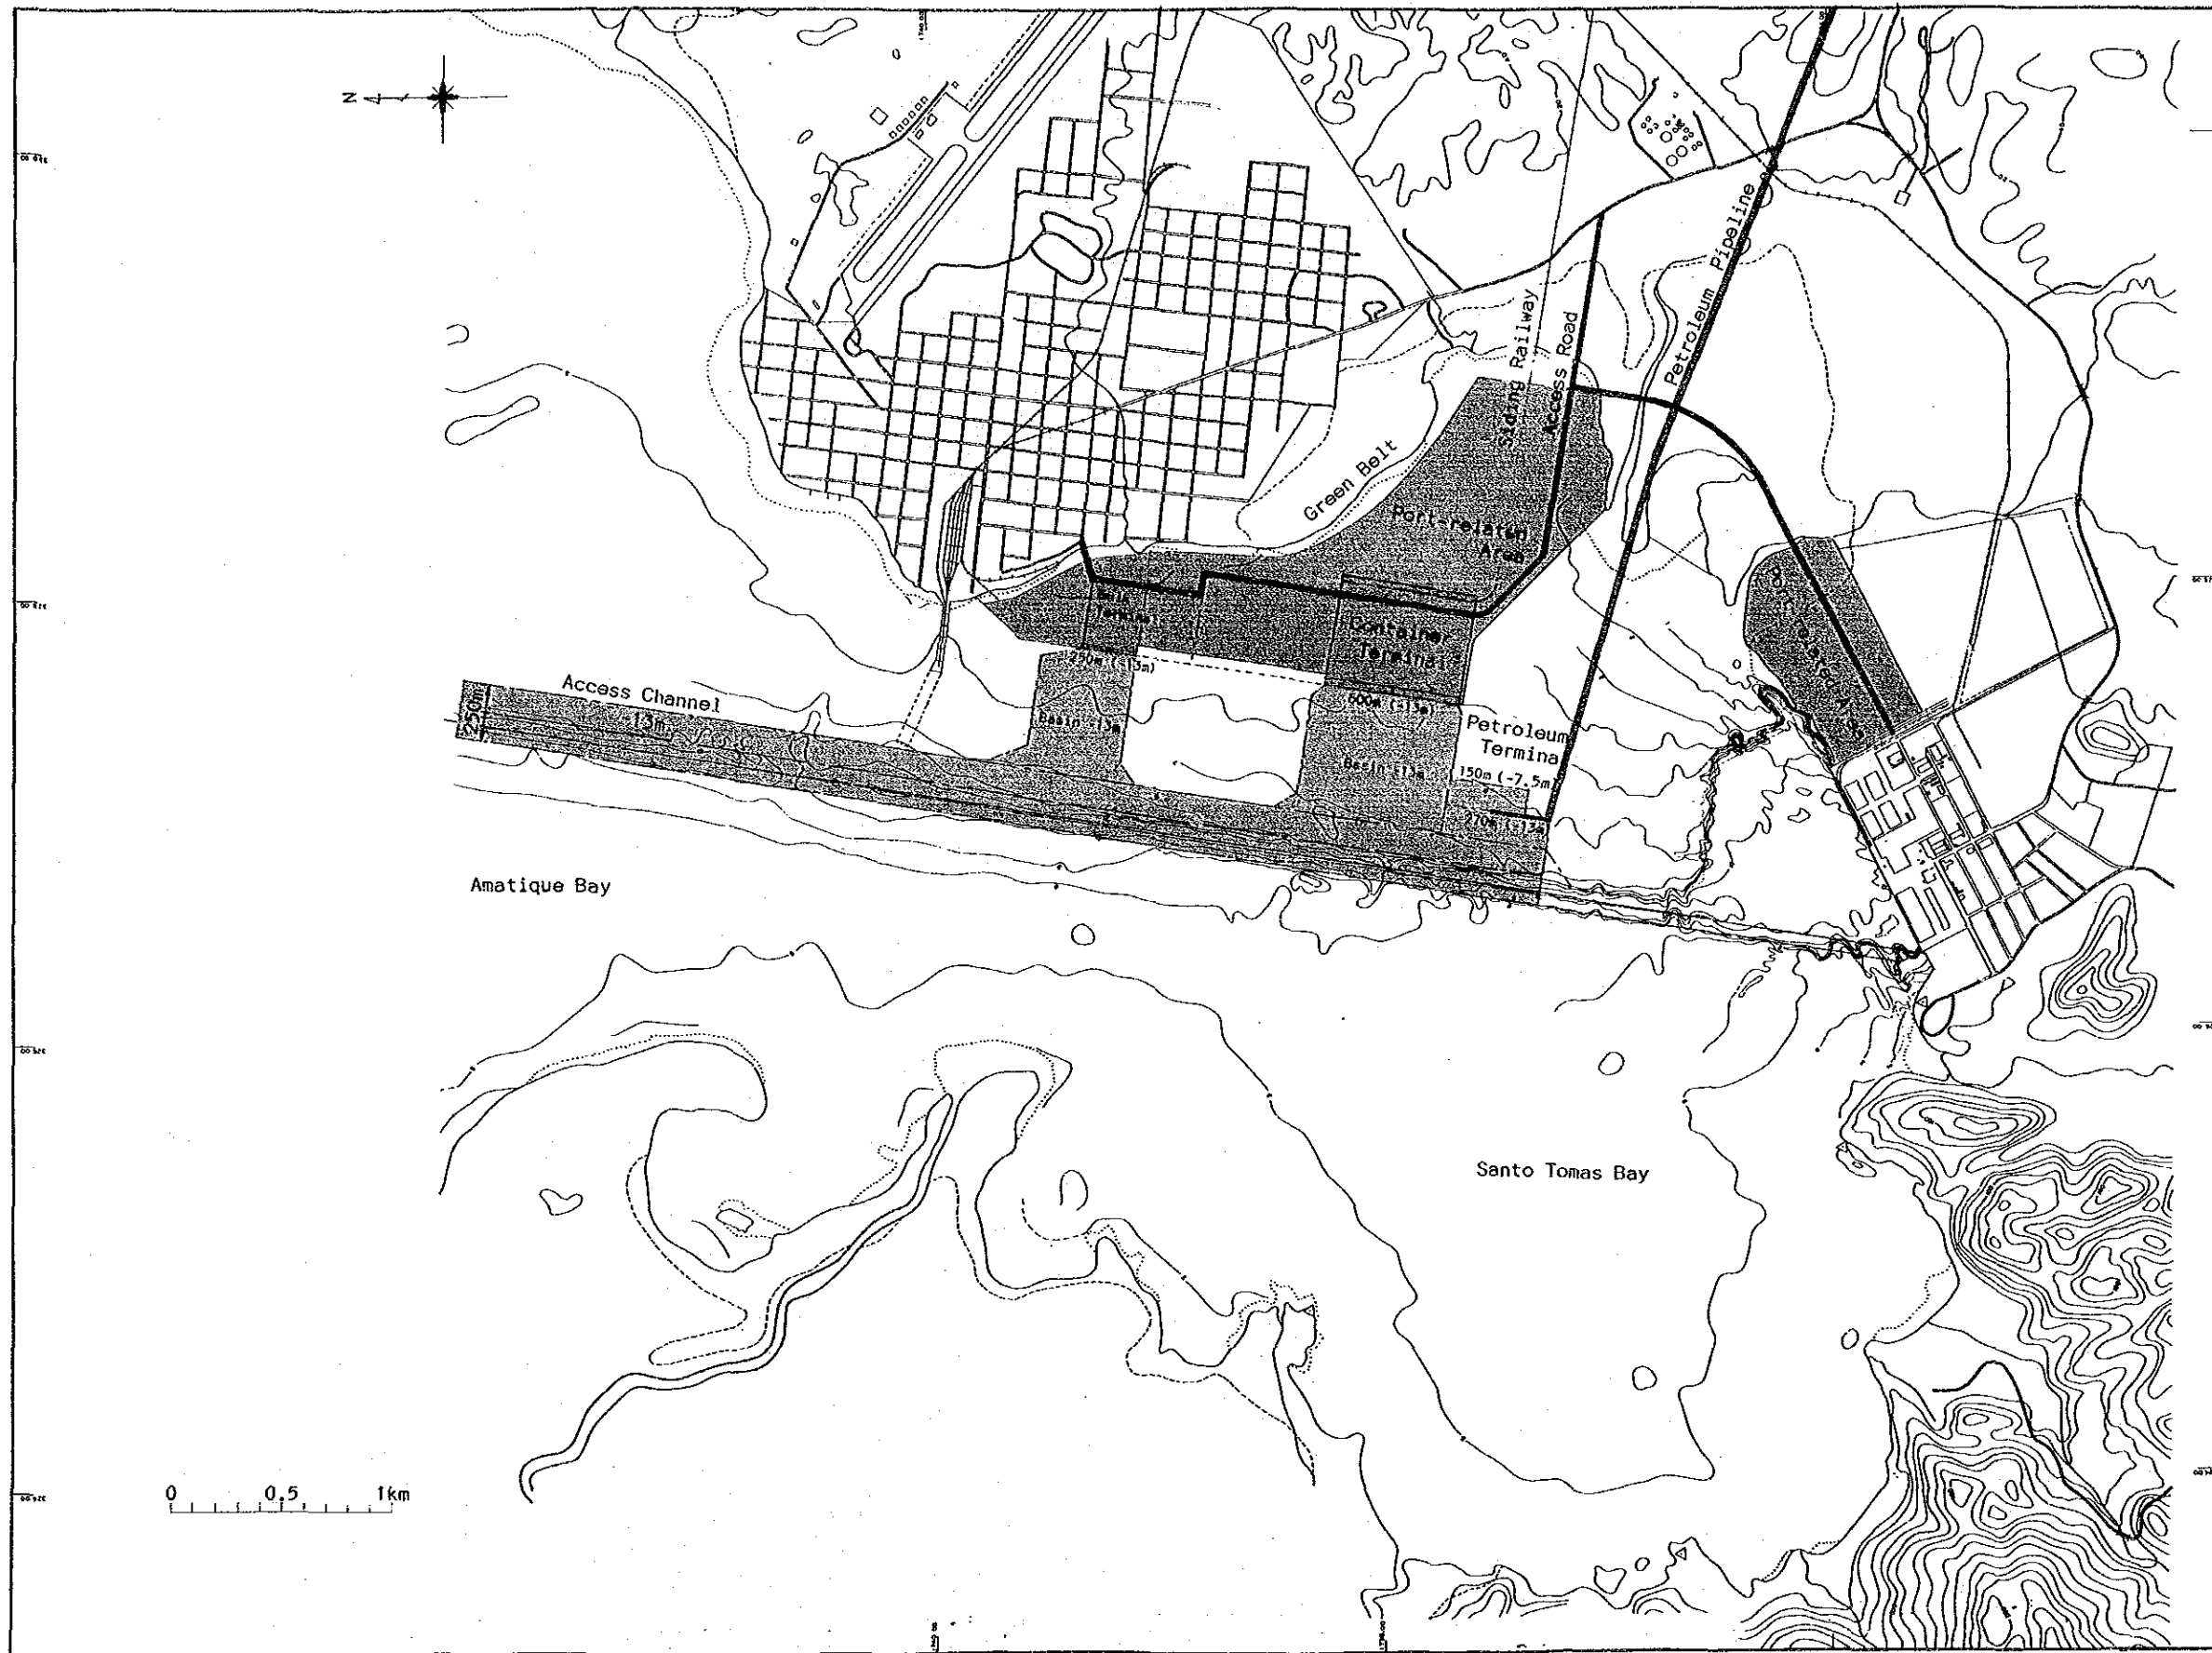 N
Siding Railway
Access Road
Petroleum Pipeline
Green Belt
Port-related
Area
Bulk
Terminal
Container
Terminal
250m (-13m)
600m (-13m)
Access Channel
-13m
250m
Basin -13m
Basin -13m
Petroleum
Termina
150m (-7.5m)
270m (-13m
Amatique Bay
Santo Tomas Bay
0 0.5 1km